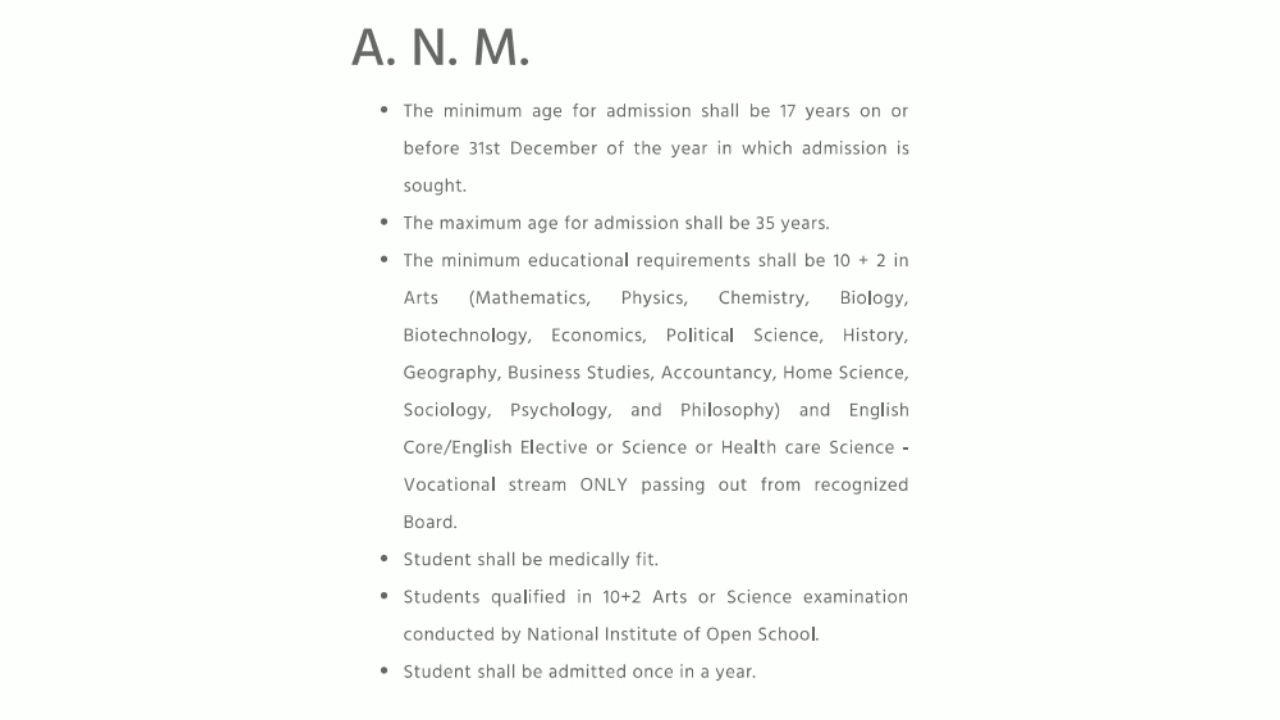 A. N. M.
• The minimum age for admission shall be 17 years on or
before 31st December of the year in which admission is
sought.
• The maximum age for admission shall be 35 years.
• The minimum educational requirements shall be 10 + 2 in
Arts (Mathematics, Physics, Chemistry, Biology,
Biotechnology, Economics, Political Science, History,
Geography, Business Studies, Accountancy, Home Science,
Sociology, Psychology, and Philosophy) and English
Core/English Elective or Science or Health care Science -
Vocational stream ONLY passing out from recognized
Board.
• Student shall be medically fit.
• Students qualified in 10+2 Arts or Science examination
conducted by National Institute of Open School.
• Student shall be admitted once in a year.